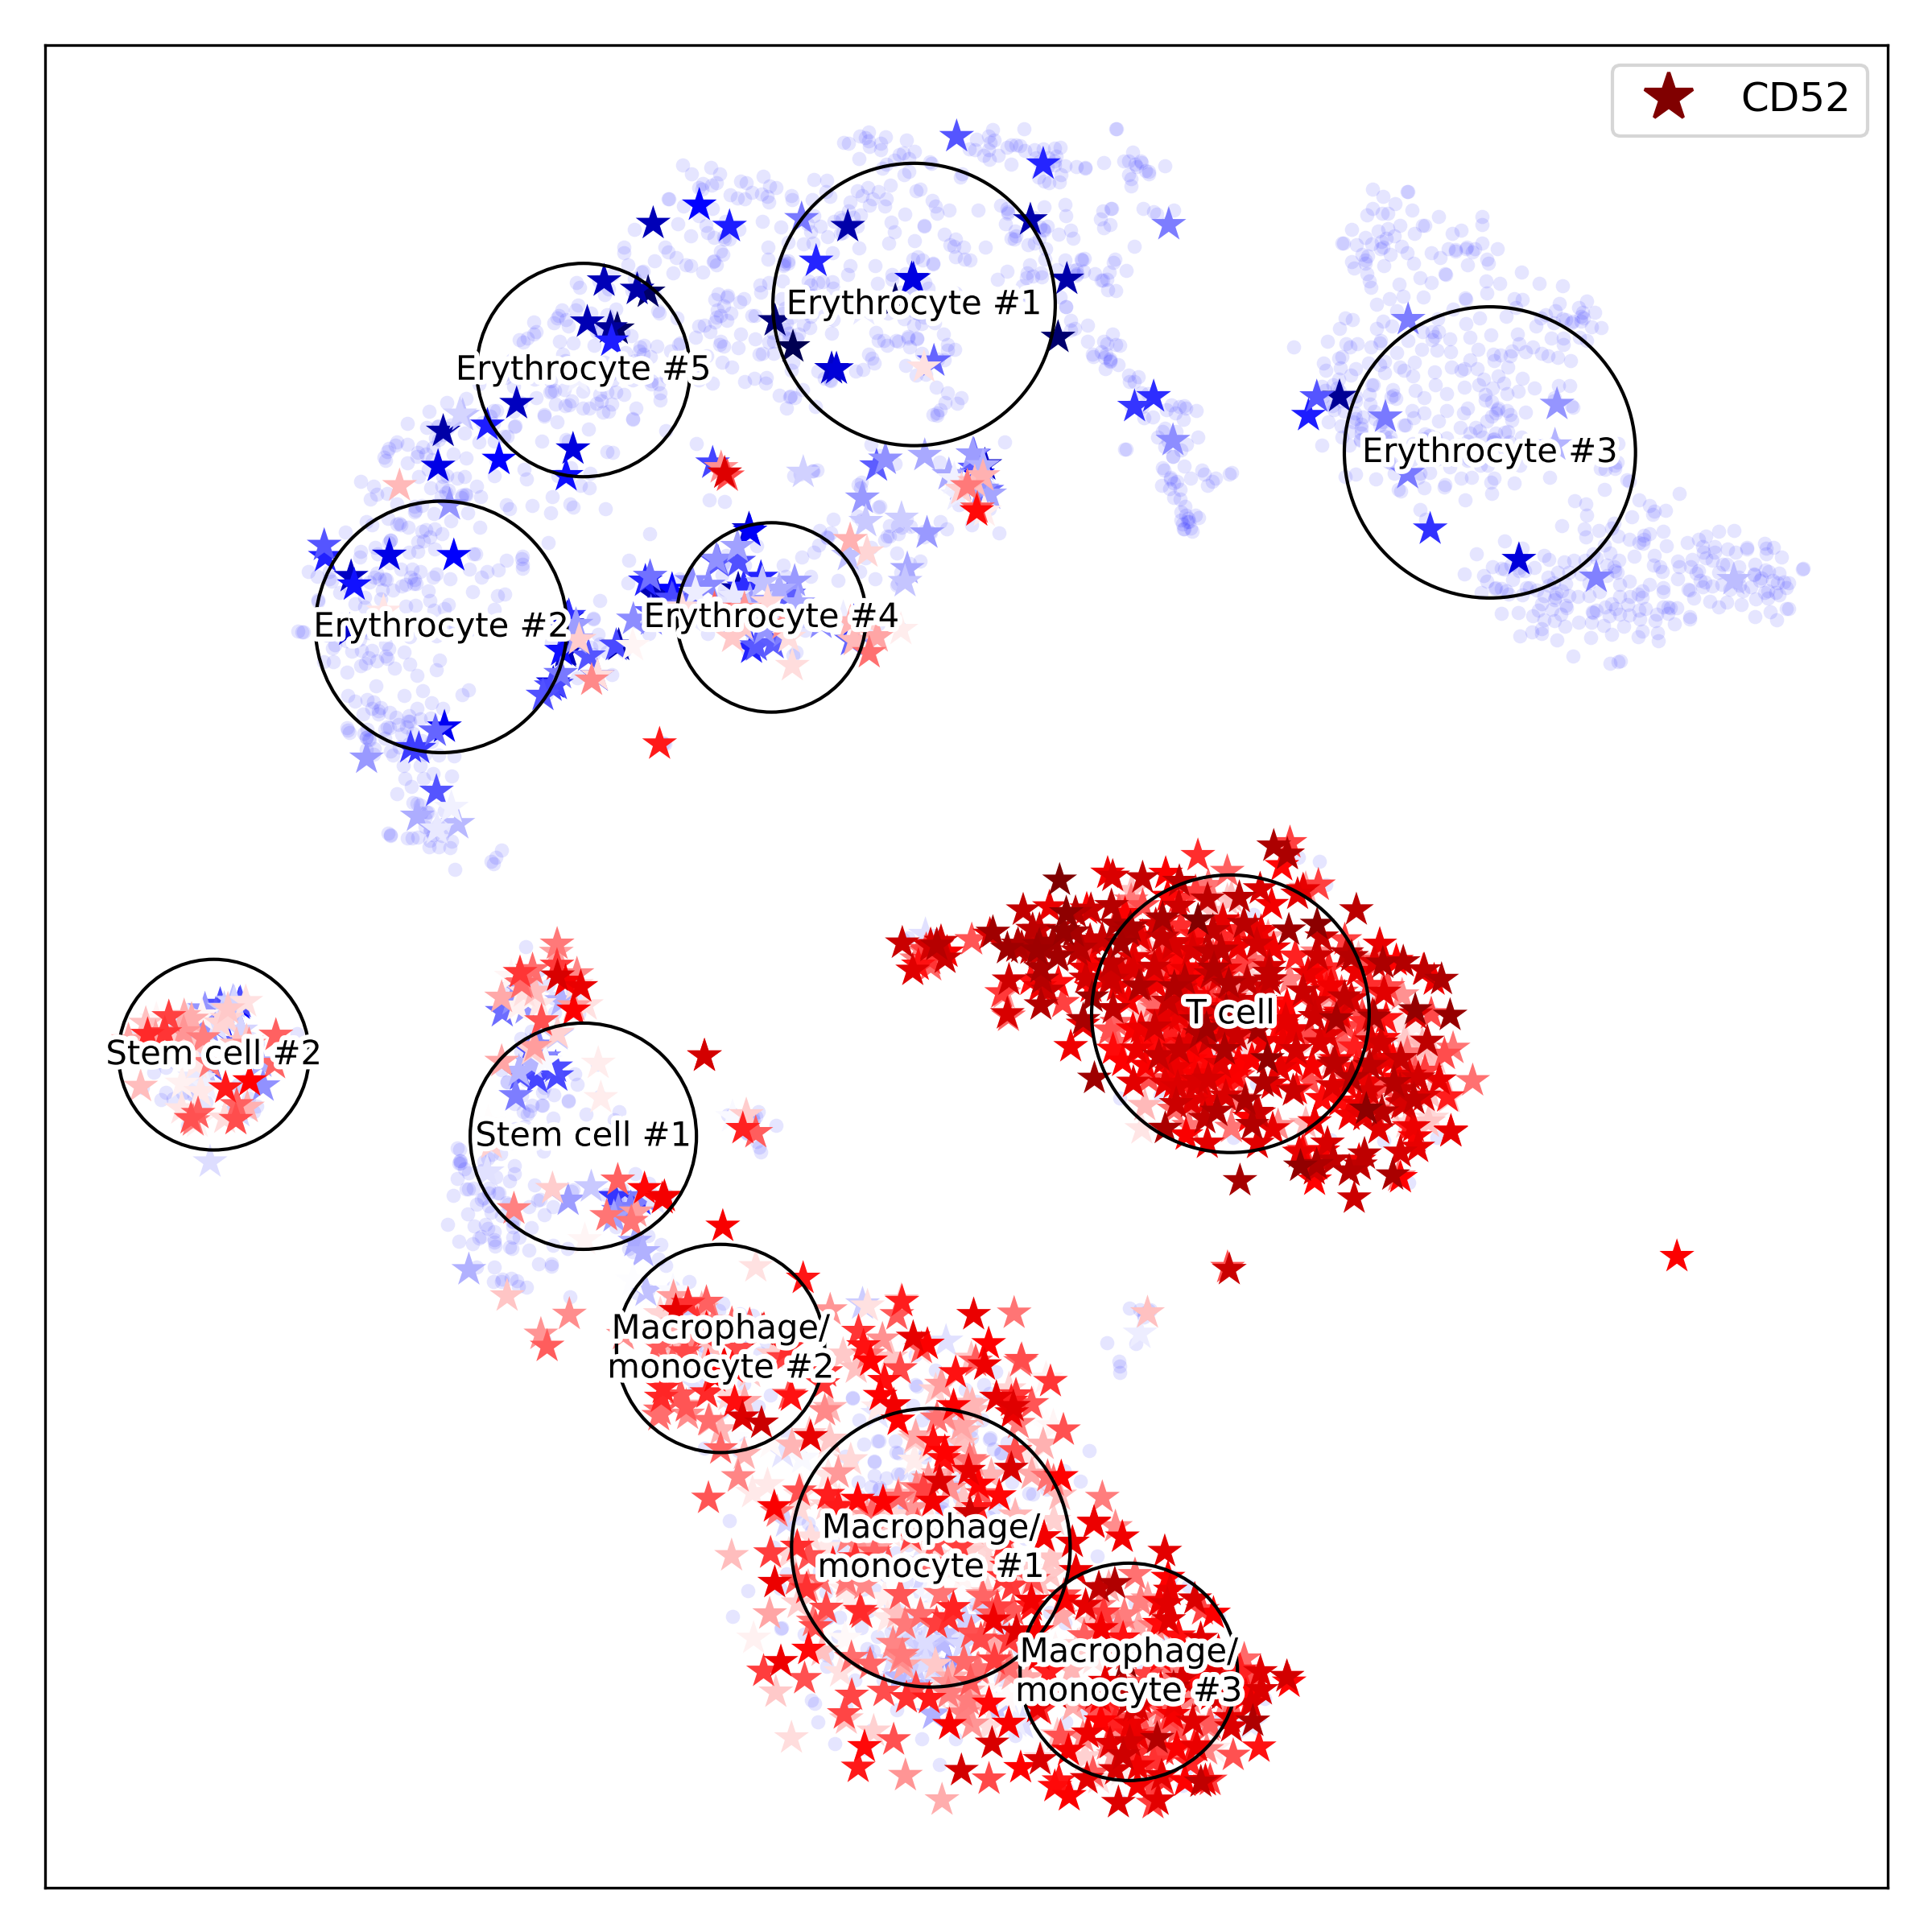 CD52
Erythrocyte #1
Erythrocyte #5
Erythrocyte #3
Erythrocyte #4
Erythrocyte #2
T cell
Stem cell #2
Stem cell #1
Macrophage/
monocyte #2
Macrophage/
monocyte #1
Macrophage/
monocyte #3